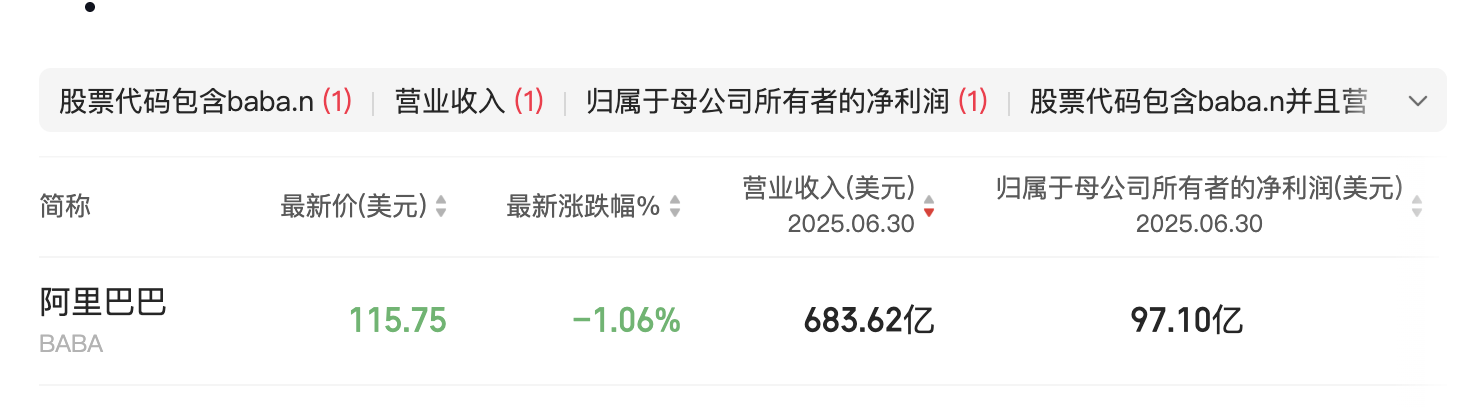 股票代码包含baba.n (1) | 营业收入 (1) | 归属于母公司所有者的净利润 (1) | 股票代码包含baba.n并且营
简称 最新价(美元) 最新涨跌幅% 营业收入(美元) 2025.06.30 归属于母公司所有者的净利润(美元) 2025.06.30
阿里巴巴 115.75 -1.06% 683.62亿 97.10亿
BABA